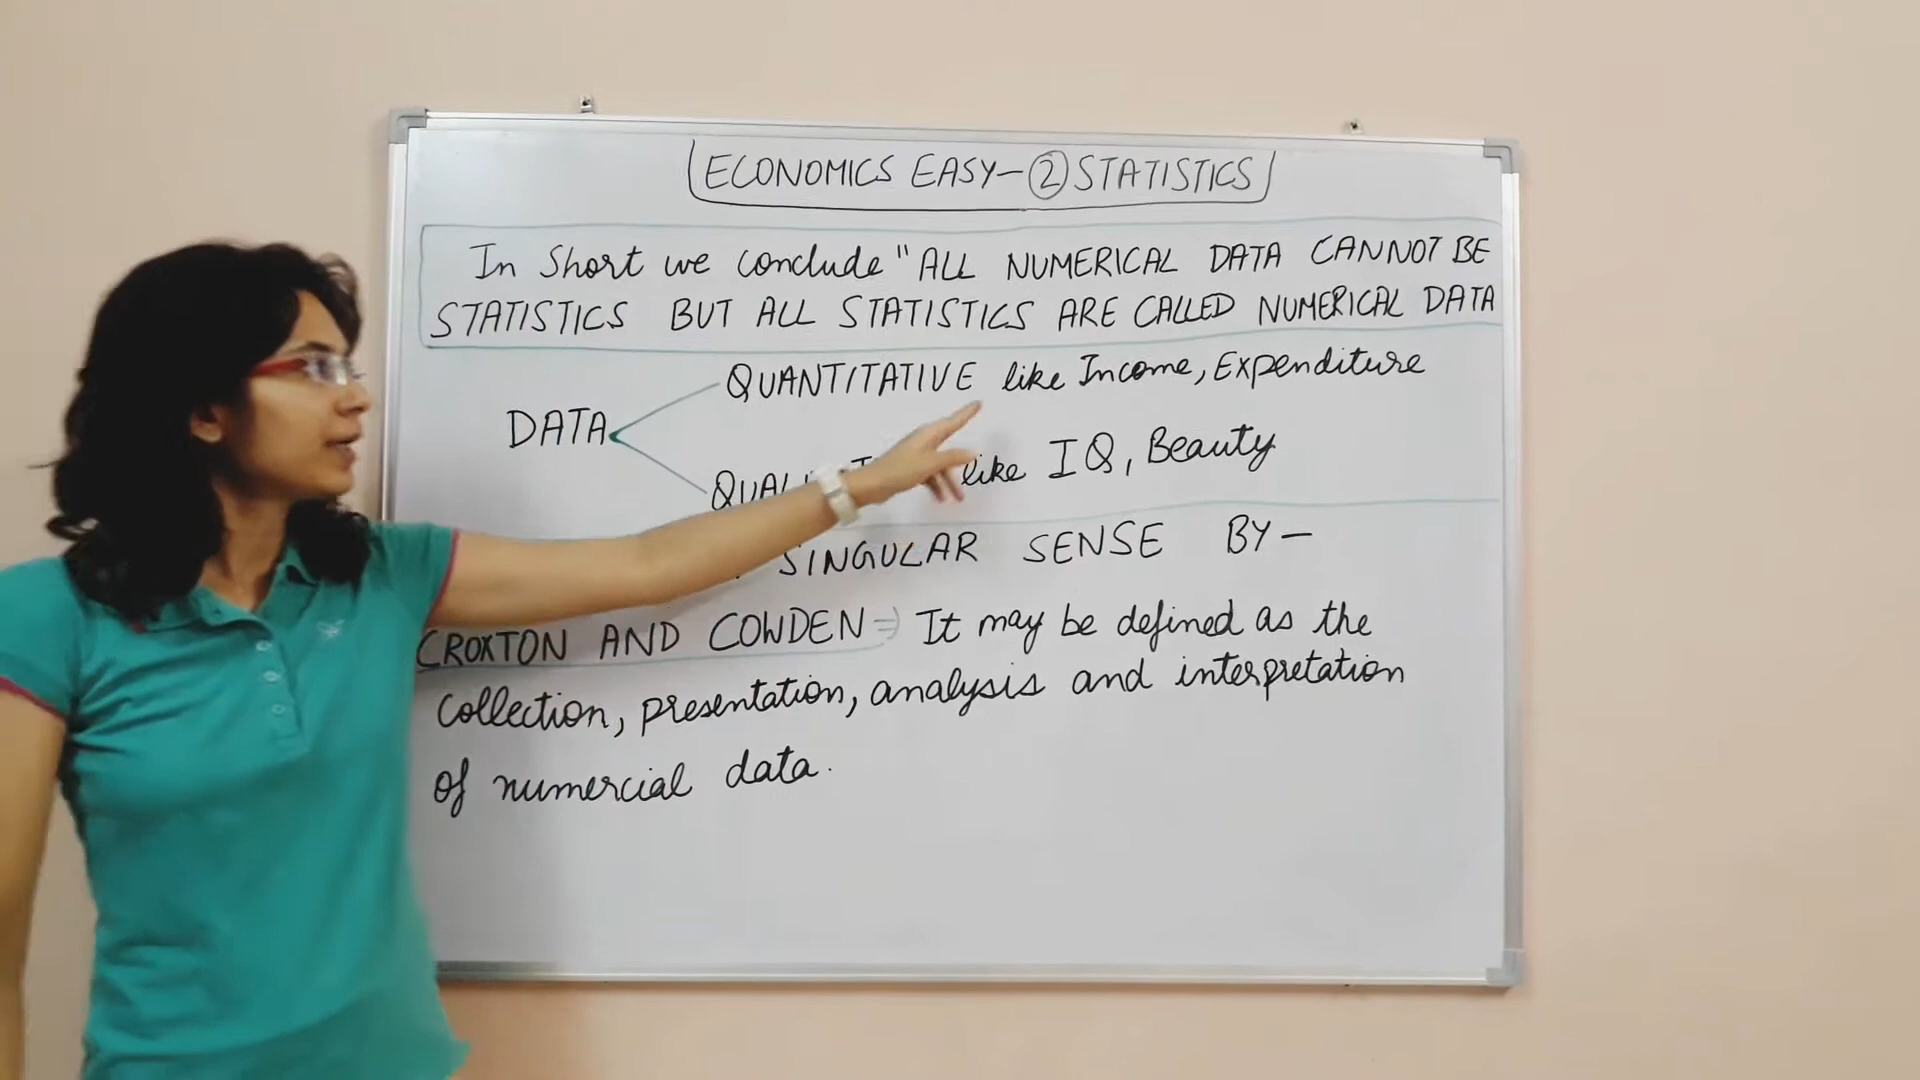 ECONOMICS EASY- 2 STATISTICS
In Short we conclude "ALL NUMERICAL DATA CANNOT BE
STATISTICS BUT ALL STATISTICS ARE CALLED NUMERICAL DATA
QUANTITATIVE like Income, Expenditure
DATA
like IQ, Beauty
SINGULAR SENSE BY-
CROXTON AND COWDEN⇒ It may be defined as the
collection, presentation, analysis and interpretation
of numercial data.